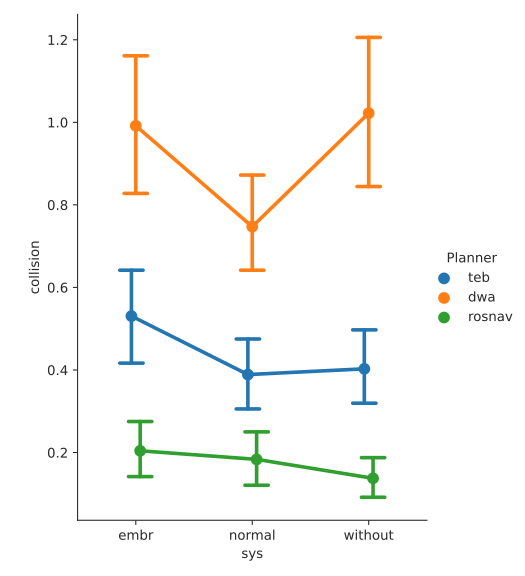 1.2
1.0
0.8
0.6
0.4
0.2
collision
embr normal without
sys
Planner
teb
dwa
rosnav